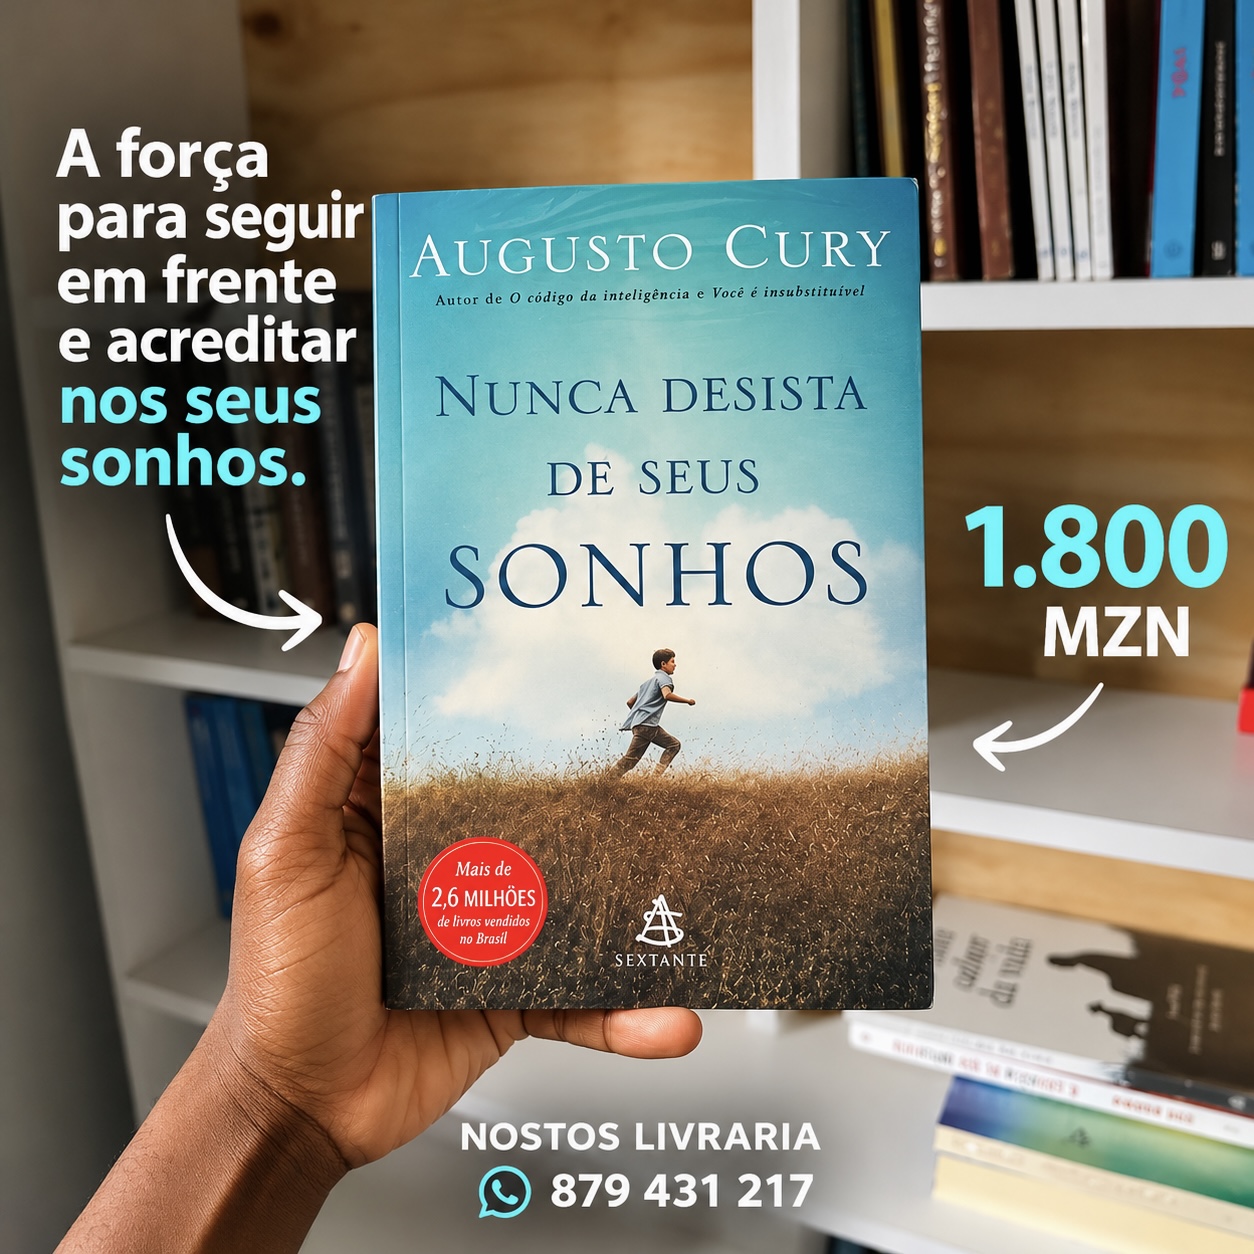 A força
para seguir
em frente
e acreditar
nos seus
sonhos.
AUGUSTO CURY
Autor de O código da inteligência e Você é insubstituível
NUNCA DESISTA
DE SEUS
SONHOS
1.800
MZN
Mais de
2,6 MILHÕES
de livros vendidos
no Brasil
SEXTANTE
NOSTOS LIVRARIA
879 431 217